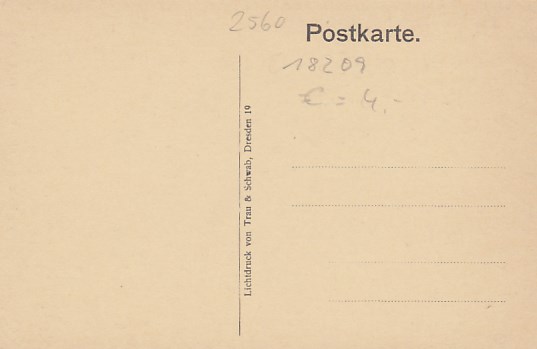 2560
Postkarte.
18209
€ = 4,-
Lichtdruck von Trau & Schwab, Dresden 19